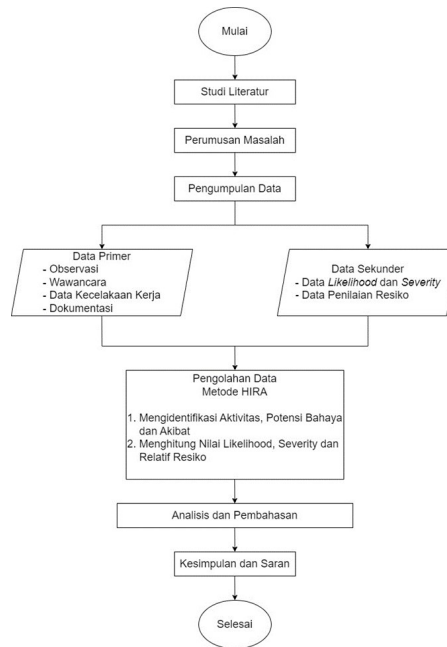 Mulai
Studi Literatur
Perumusan Masalah
Pengumpulan Data
Data Primer
- Observasi
- Wawancara
- Data Kecelakaan Kerja
- Dokumentasi
Data Sekunder
- Data Likelihood dan Severity
- Data Penilaian Resiko
Pengolahan Data
Metode HIRA
1. Mengidentifikasi Aktivitas, Potensi Bahaya
dan Akibat
2. Menghitung Nilai Likelihood, Severity dan
Relatif Resiko
Analisis dan Pembahasan
Kesimpulan dan Saran
Selesai